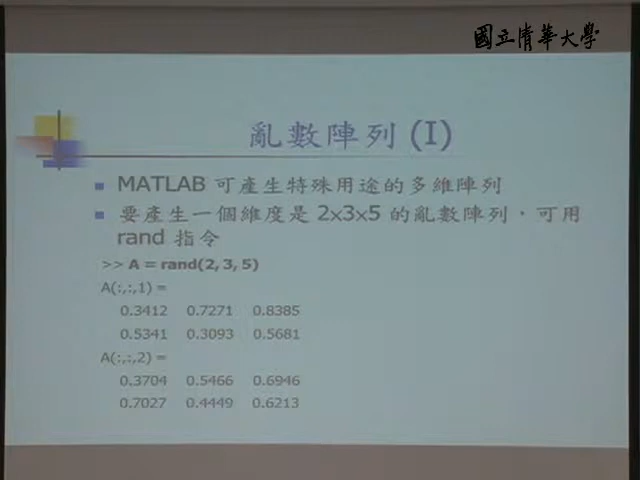 國立清華大學
亂數陣列 (I)
MATLAB 可產生特殊用途的多維陣列
要產生一個維度是 2x3x5 的亂數陣列，可用
rand 指令
>> A = rand(2, 3, 5)
A(:,:,1) =
0.3412 0.7271 0.8385
0.5341 0.3093 0.5681
A(:,:,2) =
0.3704 0.5466 0.6946
0.7027 0.4449 0.6213